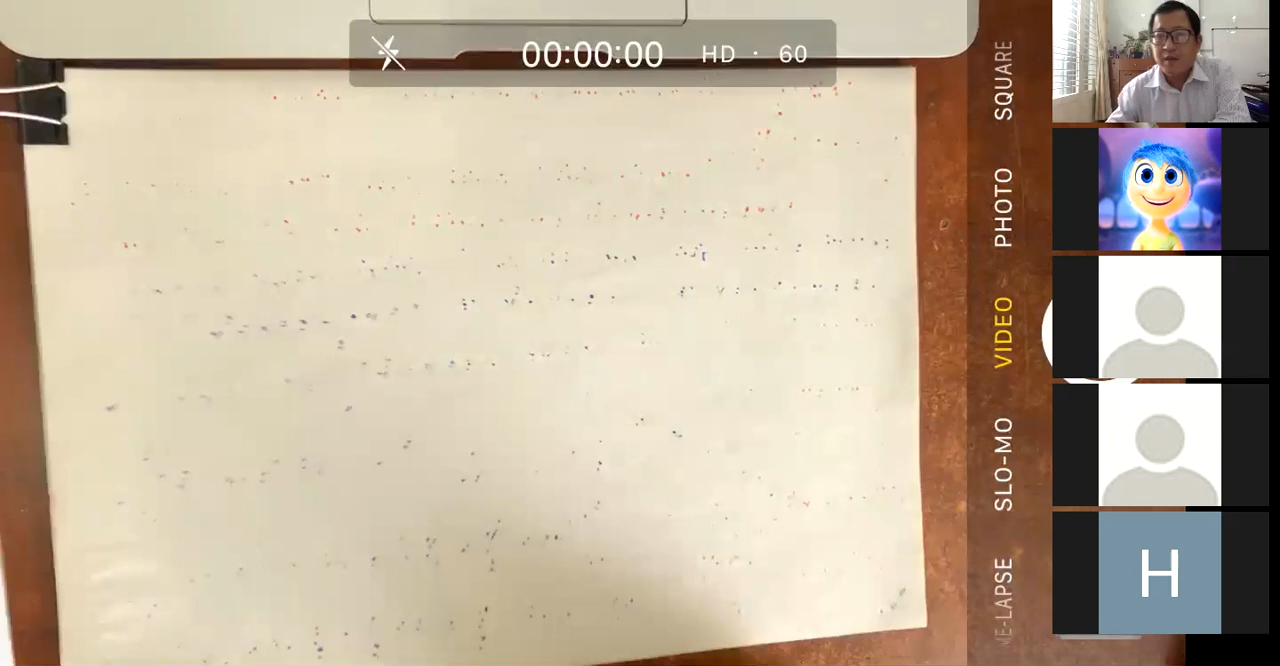 00:00:00 HD · 60
SQUARE
PHOTO
VIDEO
SLO-MO
E-LAPSE
H